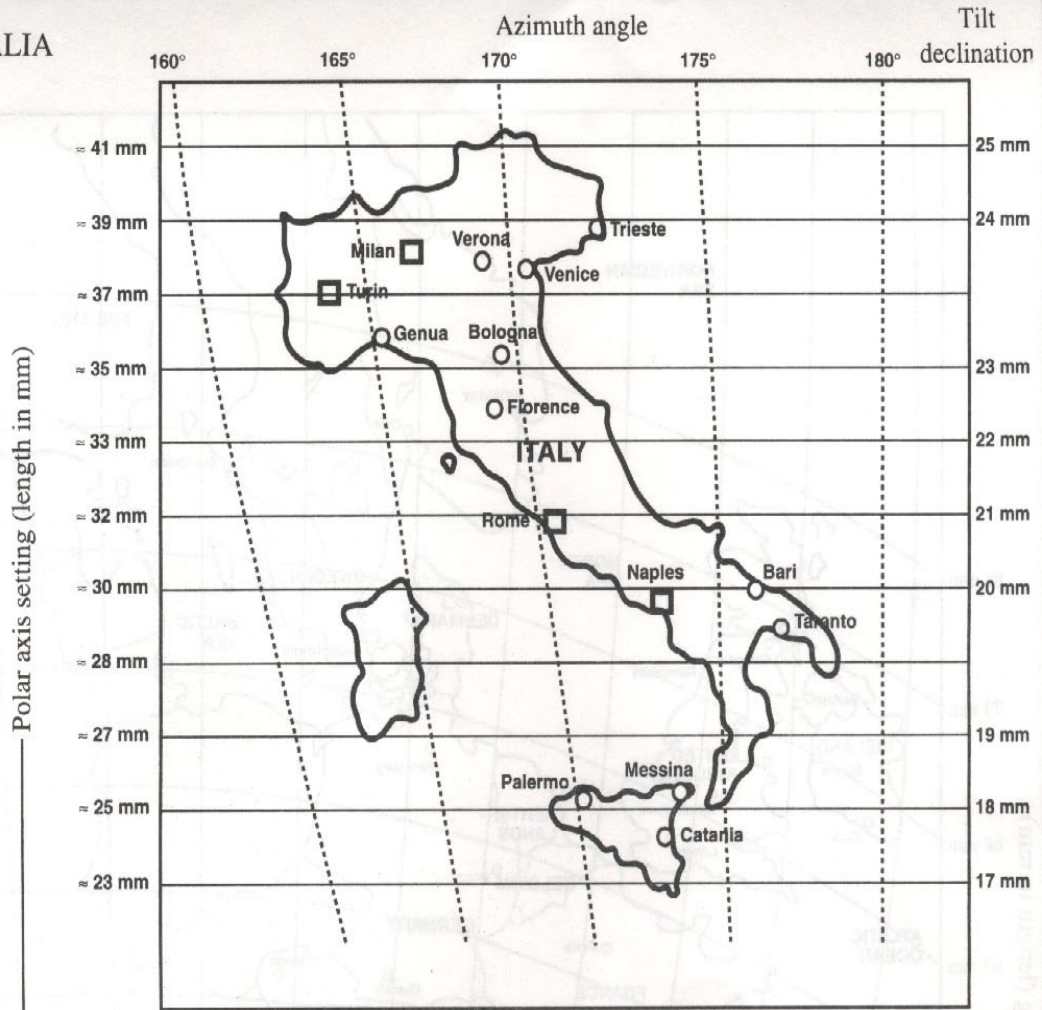 ALIA
Azimuth angle
Tilt
declination
160° 165° 170° 175° 180°
≈ 41 mm 25 mm
≈ 39 mm 24 mm
Trieste
Verona
Milan
Venice
≈ 37 mm Turin
Genua Bologna
≈ 35 mm 23 mm
Florence
≈ 33 mm 22 mm
ITALY
≈ 32 mm 21 mm
Rome
Naples Bari
≈ 30 mm 20 mm
Taranto
≈ 28 mm
≈ 27 mm 19 mm
Messina
Palermo
≈ 25 mm 18 mm
Catania
≈ 23 mm 17 mm
Polar axis setting (length in mm)